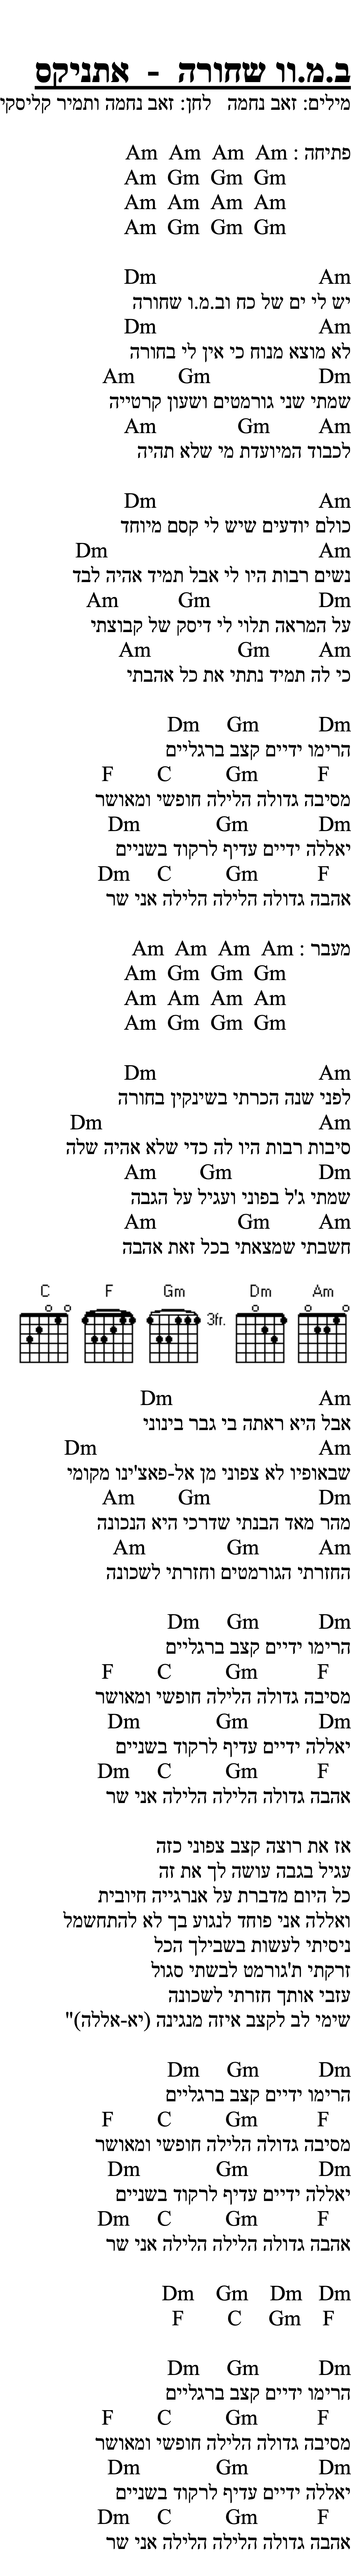 ב.מ.וו שחורה - אתניקס
מילים: זאב נחמה לחן: זאב נחמה ותמיר קליסקי
פתיחה : Am Am Am Am
Am Gm Gm Gm
Am Am Am Am
Am Gm Gm Gm
Dm Am
יש לי ים של כח וב.מ.ו שחורה
Dm Am
לא מוצא מנוח כי אין לי בחורה
Am Gm Dm
שמתי שני גורמטים ושעון קרטייה
Am Gm Am
לכבוד המיועדת מי שלא תהיה
Dm Am
כולם יודעים שיש לי קסם מיוחד
Dm Am
נשים רבות היו לי אבל תמיד אהיה לבד
Am Gm Dm
על המראה תלוי לי דיסק של קבוצתי
Am Gm Am
כי לה תמיד נתתי את כל אהבתי
Dm Gm Dm
הרימו ידיים קצב ברגליים
F C Gm F
מסיבה גדולה הלילה חופשי ומאושר
Dm Gm Dm
יאללה ידיים עדיף לרקוד בשניים
Dm C Gm F
אהבה גדולה הלילה הלילה אני שר
מעבר : Am Am Am Am
Am Gm Gm Gm
Am Am Am Am
Am Gm Gm Gm
Dm Am
לפני שנה הכרתי בשינקין בחורה
Dm Am
סיבות רבות היו לה כדי שלא אהיה שלה
Am Gm Dm
שמתי ג'ל בפוני ועגיל על הגבה
Am Gm Am
חשבתי שמצאתי בכל זאת אהבה
C F Gm Dm Am
3fr.
Dm Am
אבל היא ראתה בי גבר בינוני
Dm Am
שבאופיו לא צפוני מן אל-פאצ'ינו מקומי
Am Gm Dm
מהר מאד הבנתי שדרכי היא הנכונה
Am Gm Am
החזרתי הגורמטים וחזרתי לשכונה
Dm Gm Dm
הרימו ידיים קצב ברגליים
F C Gm F
מסיבה גדולה הלילה חופשי ומאושר
Dm Gm Dm
יאללה ידיים עדיף לרקוד בשניים
Dm C Gm F
אהבה גדולה הלילה הלילה אני שר
אז את רוצה קצב צפוני כזה
עגיל בגבה עושה לך את זה
כל היום מדברת על אנרגייה חיובית
ואללה אני פוחד לנגוע בך לא להתחשמל
ניסיתי לעשות בשבילך הכל
זרקתי ת'גורמט לבשתי סגול
עזבי אותך חזרתי לשכונה
שימי לב לקצב איזה מנגינה (יא-אללה)"
Dm Gm Dm
הרימו ידיים קצב ברגליים
F C Gm F
מסיבה גדולה הלילה חופשי ומאושר
Dm Gm Dm
יאללה ידיים עדיף לרקוד בשניים
Dm C Gm F
אהבה גדולה הלילה הלילה אני שר
Dm Gm Dm Dm
F C Gm F
Dm Gm Dm
הרימו ידיים קצב ברגליים
F C Gm F
מסיבה גדולה הלילה חופשי ומאושר
Dm Gm Dm
יאללה ידיים עדיף לרקוד בשניים
Dm C Gm F
אהבה גדולה הלילה הלילה אני שר